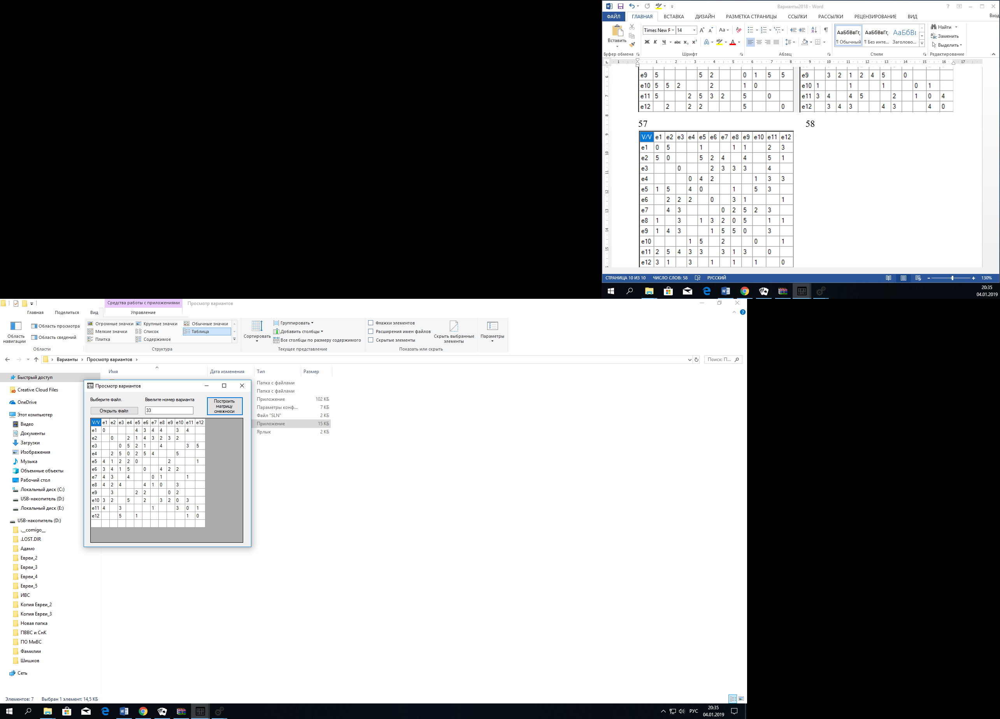 Варианты2018 - Word
ФАЙЛ ГЛАВНАЯ ВСТАВКА ДИЗАЙН РАЗМЕТКА СТРАНИЦЫ ССЫЛКИ РАССЫЛКИ РЕЦЕНЗИРОВАНИЕ ВИД Вход
Вставить
Times New F 14
Ж К Ч abc x₂ x²
АаБбВвГг, АаБбВвГг, АаБбВı
¶ Обычный ¶ Без инте... Заголово...
Найти
Заменить
Выделить
Буфер обмена Шрифт Абзац Стили Редактирование
1 1 2 3 4 5 6 7 8 9 10 11 12 13 14 15 16 17
e9 5 5 2 0 1 5 5
e10 5 5 2 2 1 0
e11 5 2 5 3 2 5 0
e12 2 2 2 5 0
e9 3 2 1 2 4 5 0
e10 1 1 1 0 1
e11 3 4 4 5 2 1 0 4
e12 3 4 3 4 3 4 0
57 58
V/V e1 e2 e3 e4 e5 e6 e7 e8 e9 e10 e11 e12
e1 0 5 1 1 1 2 3
e2 5 0 5 2 4 4 5 1
e3 0 2 3 3 3 4
e4 0 4 2 1 3 3
e5 1 5 4 0 1 5 3
e6 2 2 2 0 3 1 1
e7 4 3 0 2 5 2 3
e8 1 3 1 3 2 0 5 1 1
e9 1 4 3 1 5 5 0 3
e10 1 5 2 0 1
e11 2 5 4 3 3 3 1 3 0
e12 3 1 3 1 1 1 0
СТРАНИЦА 10 ИЗ 10 ЧИСЛО СЛОВ: 58 РУССКИЙ 130%
20:35
04.01.2019
Средства работы с приложениями Просмотр вариантов
Главная Поделиться Вид Управление
Область навигации
Область просмотра
Область сведений
Области
Огромные значки Крупные значки Обычные значки
Мелкие значки Список Таблица
Плитка Содержимое
Структура
Сортировать
Группировать
Добавить столбцы
Все столбцы по размеру содержимого
Текущее представление
Флажки элементов
Расширения имен файлов
Скрытые элементы
Скрыть выбранные элементы
Показать или скрыть
Параметры
Варианты Просмотр вариантов
Поиск: П...
Имя Дата изменения Тип Размер
Папка с файлами
Папка с файлами
Приложение 102 КБ
Параметры конф... 7 КБ
Файл "SLN" 2 КБ
Приложение 15 КБ
Ярлык 2 КБ
Быстрый доступ
Creative Cloud Files
OneDrive
Этот компьютер
Видео
Документы
Загрузки
Изображения
Музыка
Объемные объекты
Рабочий стол
Локальный диск (C:)
USB-накопитель (D:)
Локальный диск (E:)
USB-накопитель (D:)
.__comigo__
.LOST.DIR
Адамо
Евреи_2
Евреи_3
Евреи_4
Евреи_5
ИВС
Копия Евреи_2
Копия Евреи_3
Новая папка
ПВВС и СнК
ПО МиВС
Фамилии
Шишков
Сеть
Просмотр вариантов
Выберите файл. Ввелите номер варианта
Открыть файл 33
Построить
матрицу
смежноси
V/V e1 e2 e3 e4 e5 e6 e7 e8 e9 e10 e11 e12
e1 0 4 3 4 4 3 4
e2 0 2 1 4 3 2 3 2
e3 0 5 2 1 4 3 5
e4 2 5 0 2 5 4 5
e5 4 1 2 2 0 2 1
e6 3 4 1 5 0 4 2 2
e7 4 3 4 0 1 1
e8 4 2 4 4 1 0 3
e9 3 2 2 0 2
e10 3 2 5 2 3 2 0 3
e11 4 3 1 3 0 1
e12 5 1 1 0
Элементов: 7 Выбран 1 элемент: 14,5 КБ
РУС
20:35
04.01.2019